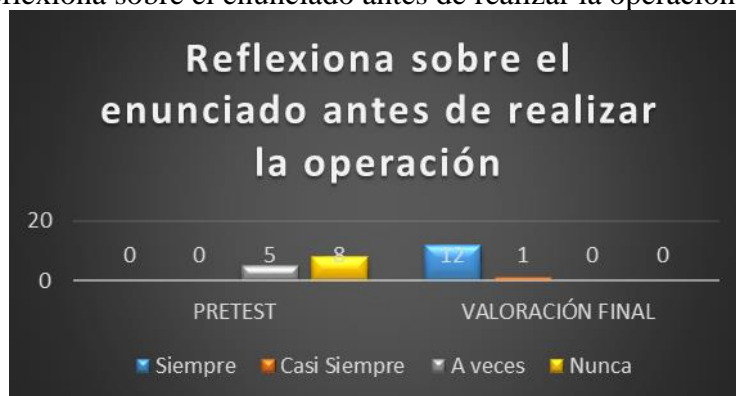 eflexiona sobre el enunciado antes de realizar la operación
Reflexiona sobre el
enunciado antes de realizar
la operación
20
0 0 5 8 12 1 0 0
0
PRETEST VALORACIÓN FINAL
Siempre Casi Siempre A veces Nunca